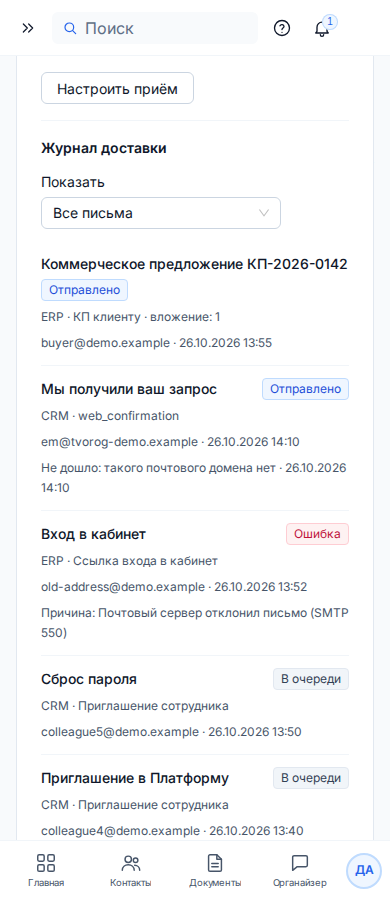 Поиск
1
Настроить приём
Журнал доставки
Показать
Все письма
Коммерческое предложение КП-2026-0142
Отправлено
ERP · КП клиенту · вложение: 1
buyer@demo.example · 26.10.2026 13:55
Мы получили ваш запрос
Отправлено
CRM · web_confirmation
em@tvorog-demo.example · 26.10.2026 14:10
Не дошло: такого почтового домена нет · 26.10.2026
14:10
Вход в кабинет
Ошибка
ERP · Ссылка входа в кабинет
old-address@demo.example · 26.10.2026 13:52
Причина: Почтовый сервер отклонил письмо (SMTP
550)
Сброс пароля
В очереди
CRM · Приглашение сотрудника
colleague5@demo.example · 26.10.2026 13:50
Приглашение в Платформу
В очереди
CRM · Приглашение сотрудника
colleague4@demo.example · 26.10.2026 13:40
Главная
Контакты
Документы
Органайзер
ДА